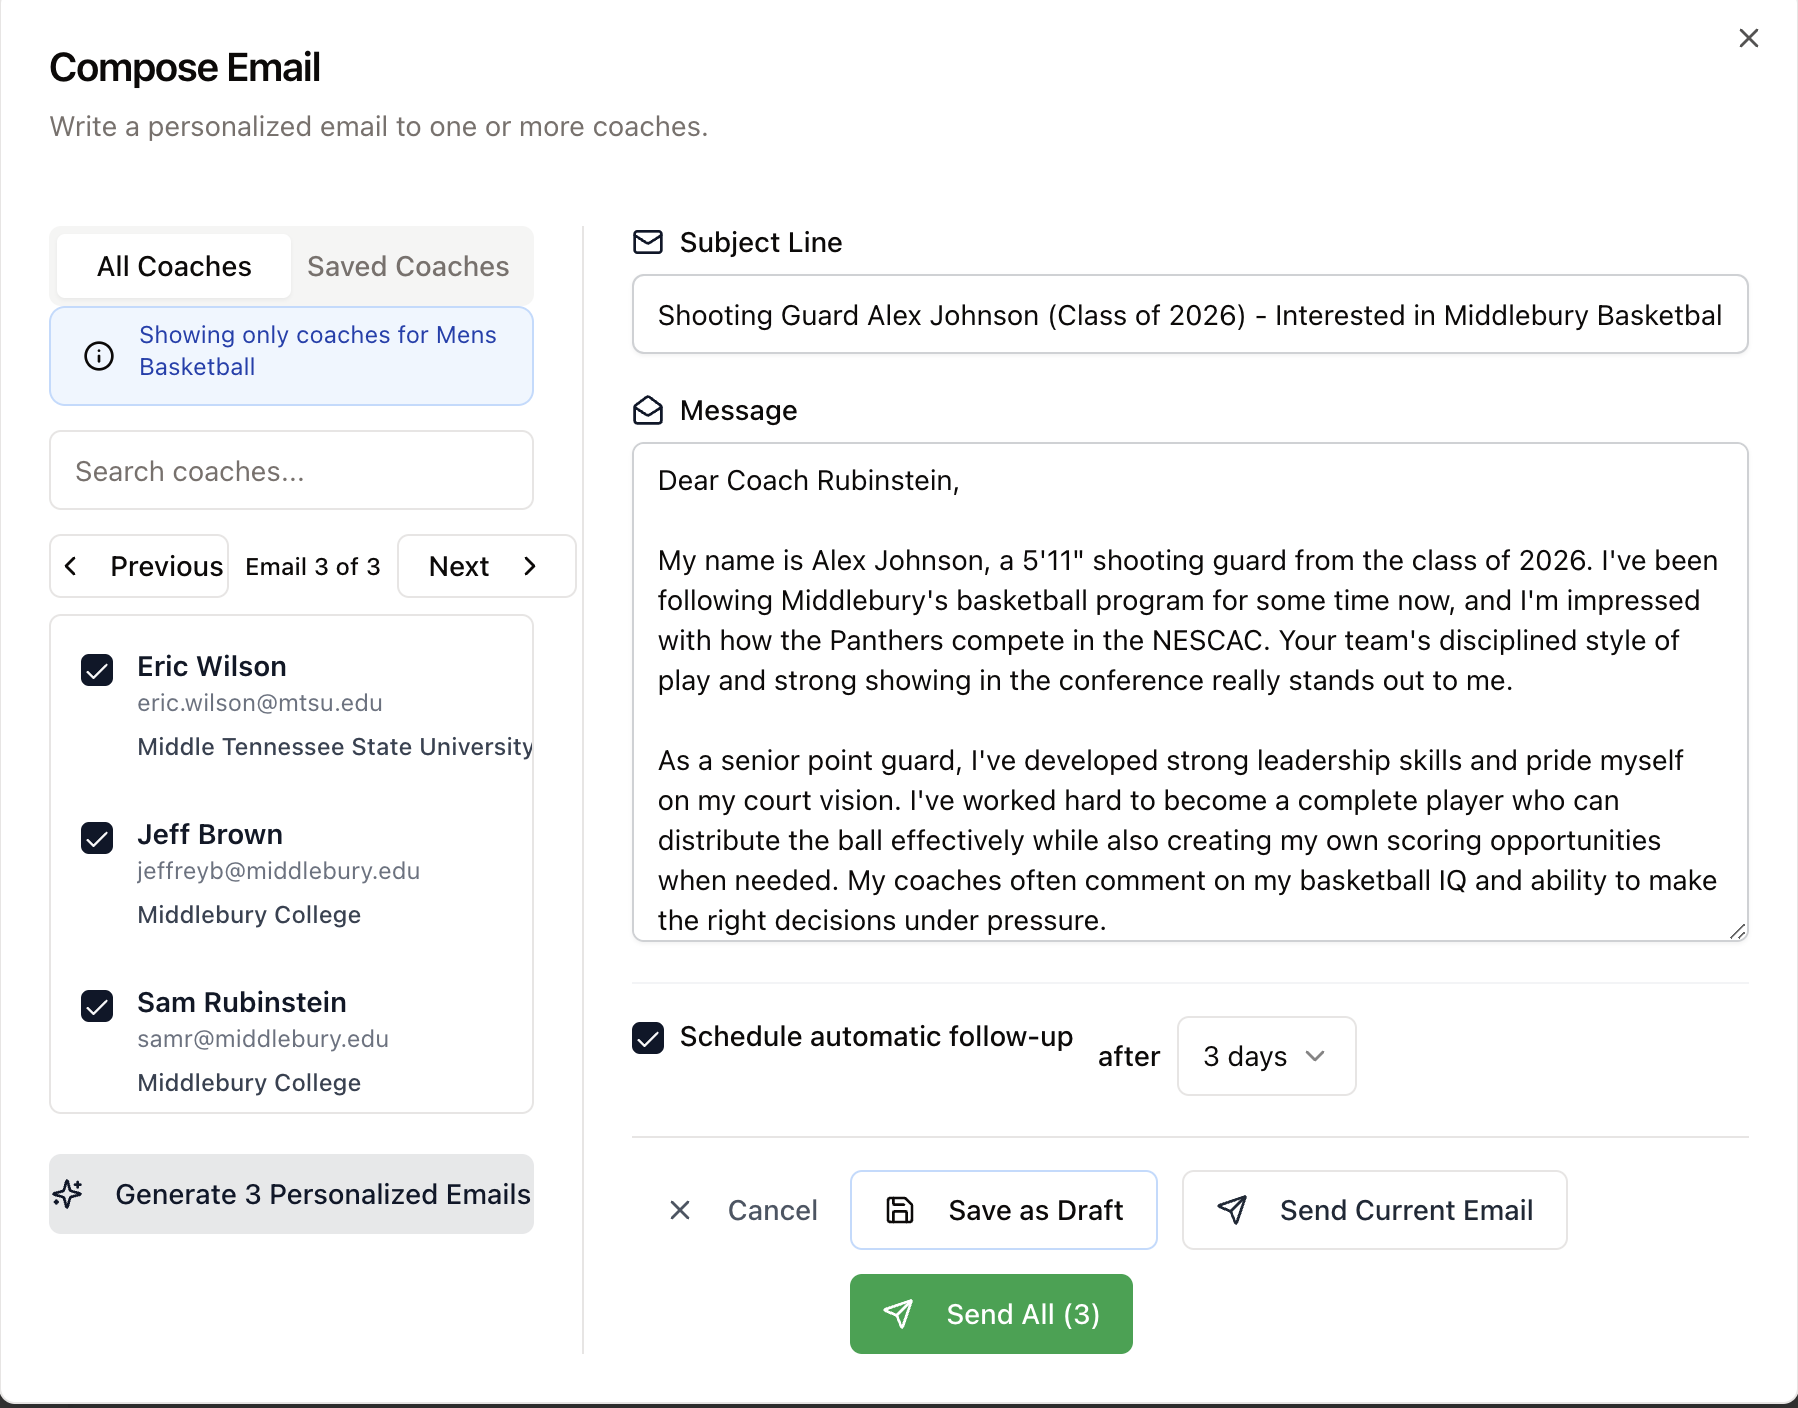 Compose Email
Write a personalized email to one or more coaches.
All Coaches
Saved Coaches
Showing only coaches for Mens
Basketball
Search coaches...
Previous
Email 3 of 3
Next
Eric Wilson
eric.wilson@mtsu.edu
Middle Tennessee State University
Jeff Brown
jeffreyb@middlebury.edu
Middlebury College
Sam Rubinstein
samr@middlebury.edu
Middlebury College
Generate 3 Personalized Emails
Subject Line
Shooting Guard Alex Johnson (Class of 2026) - Interested in Middlebury Basketbal
Message
Dear Coach Rubinstein,
My name is Alex Johnson, a 5'11" shooting guard from the class of 2026. I've been
following Middlebury's basketball program for some time now, and I'm impressed
with how the Panthers compete in the NESCAC. Your team's disciplined style of
play and strong showing in the conference really stands out to me.
As a senior point guard, I've developed strong leadership skills and pride myself
on my court vision. I've worked hard to become a complete player who can
distribute the ball effectively while also creating my own scoring opportunities
when needed. My coaches often comment on my basketball IQ and ability to make
the right decisions under pressure.
Schedule automatic follow-up
after
3 days
Cancel
Save as Draft
Send Current Email
Send All (3)